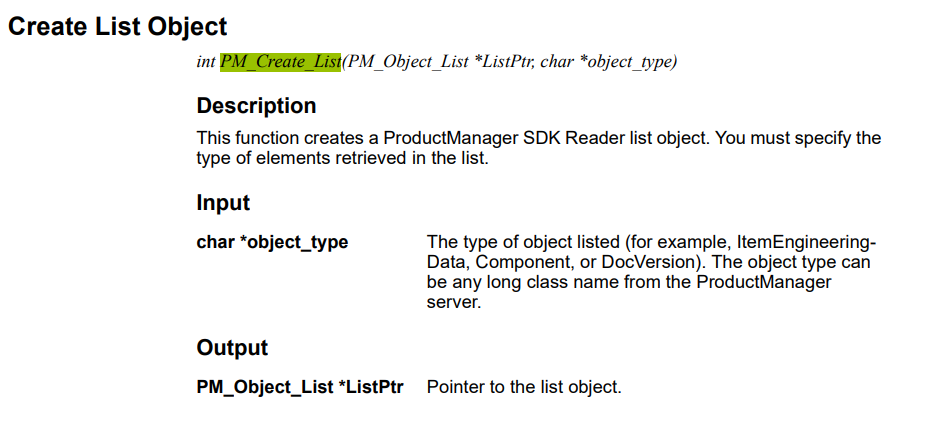 Create List Object
int PM_Create_List(PM_Object_List *ListPtr, char *object_type)
Description
This function creates a ProductManager SDK Reader list object. You must specify the
type of elements retrieved in the list.
Input
char *object_type The type of object listed (for example, ItemEngineering-
Data, Component, or DocVersion). The object type can
be any long class name from the ProductManager
server.
Output
PM_Object_List *ListPtr Pointer to the list object.